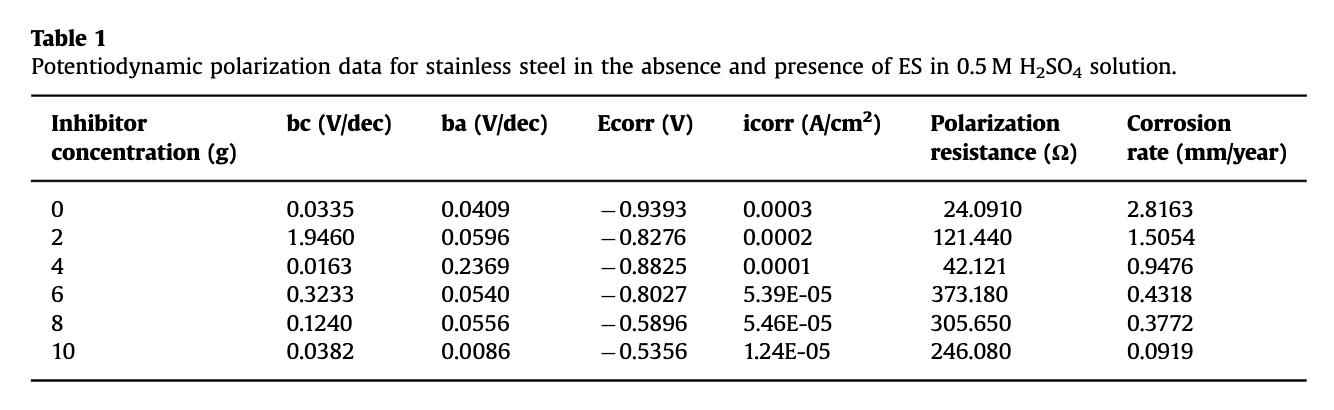 Table 1
Potentiodynamic polarization data for stainless steel in the absence and presence of ES in 0.5 M H₂SO₄ solution.
Inhibitor concentration (g) bc (V/dec) ba (V/dec) Ecorr (V) icorr (A/cm²) Polarization resistance (Ω) Corrosion rate (mm/year)
0 0.0335 0.0409 −0.9393 0.0003 24.0910 2.8163
2 1.9460 0.0596 −0.8276 0.0002 121.440 1.5054
4 0.0163 0.2369 −0.8825 0.0001 42.121 0.9476
6 0.3233 0.0540 −0.8027 5.39E-05 373.180 0.4318
8 0.1240 0.0556 −0.5896 5.46E-05 305.650 0.3772
10 0.0382 0.0086 −0.5356 1.24E-05 246.080 0.0919